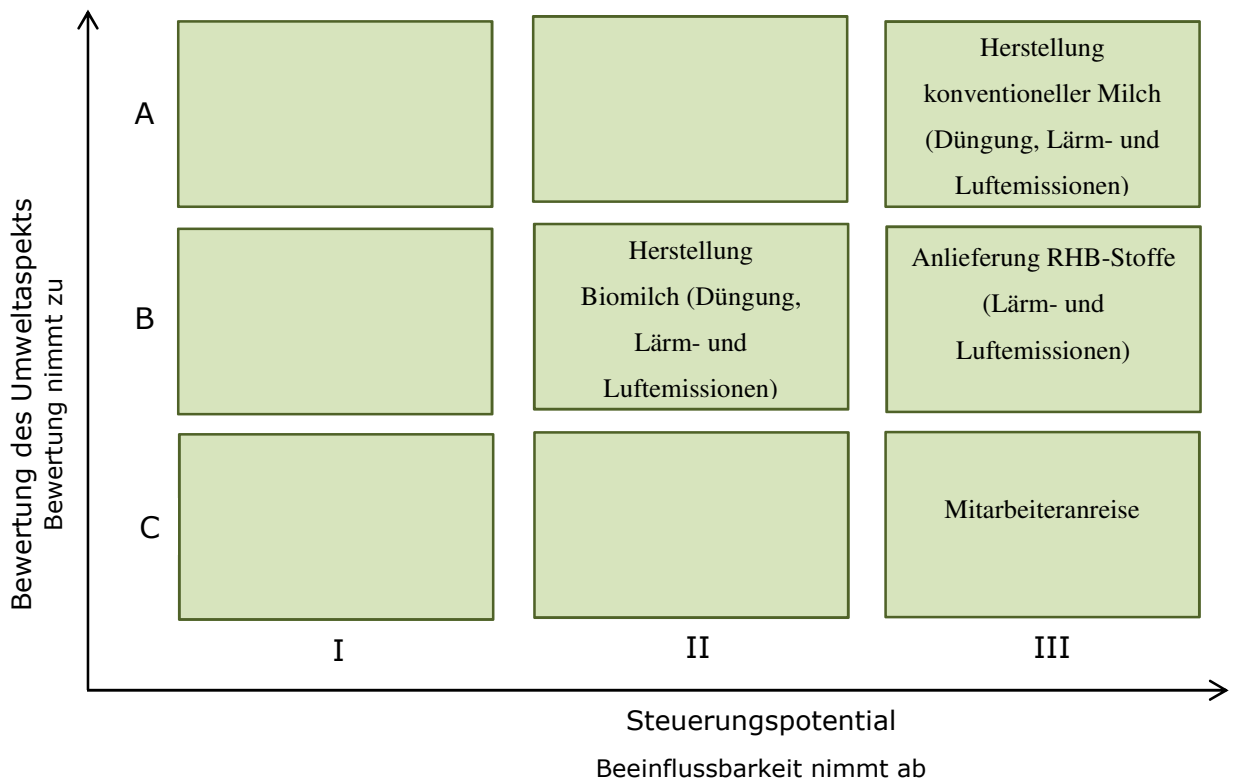 A
Herstellung
konventioneller Milch
(Düngung, Lärm- und
Luftemissionen)
Bewertung des Umweltaspekts
Bewertung nimmt zu
B
Herstellung
Biomilch (Düngung,
Lärm- und
Luftemissionen)
Anlieferung RHB-Stoffe
(Lärm- und
Luftemissionen)
C
Mitarbeiteranreise
I
II
III
Steuerungspotential
Beeinflussbarkeit nimmt ab